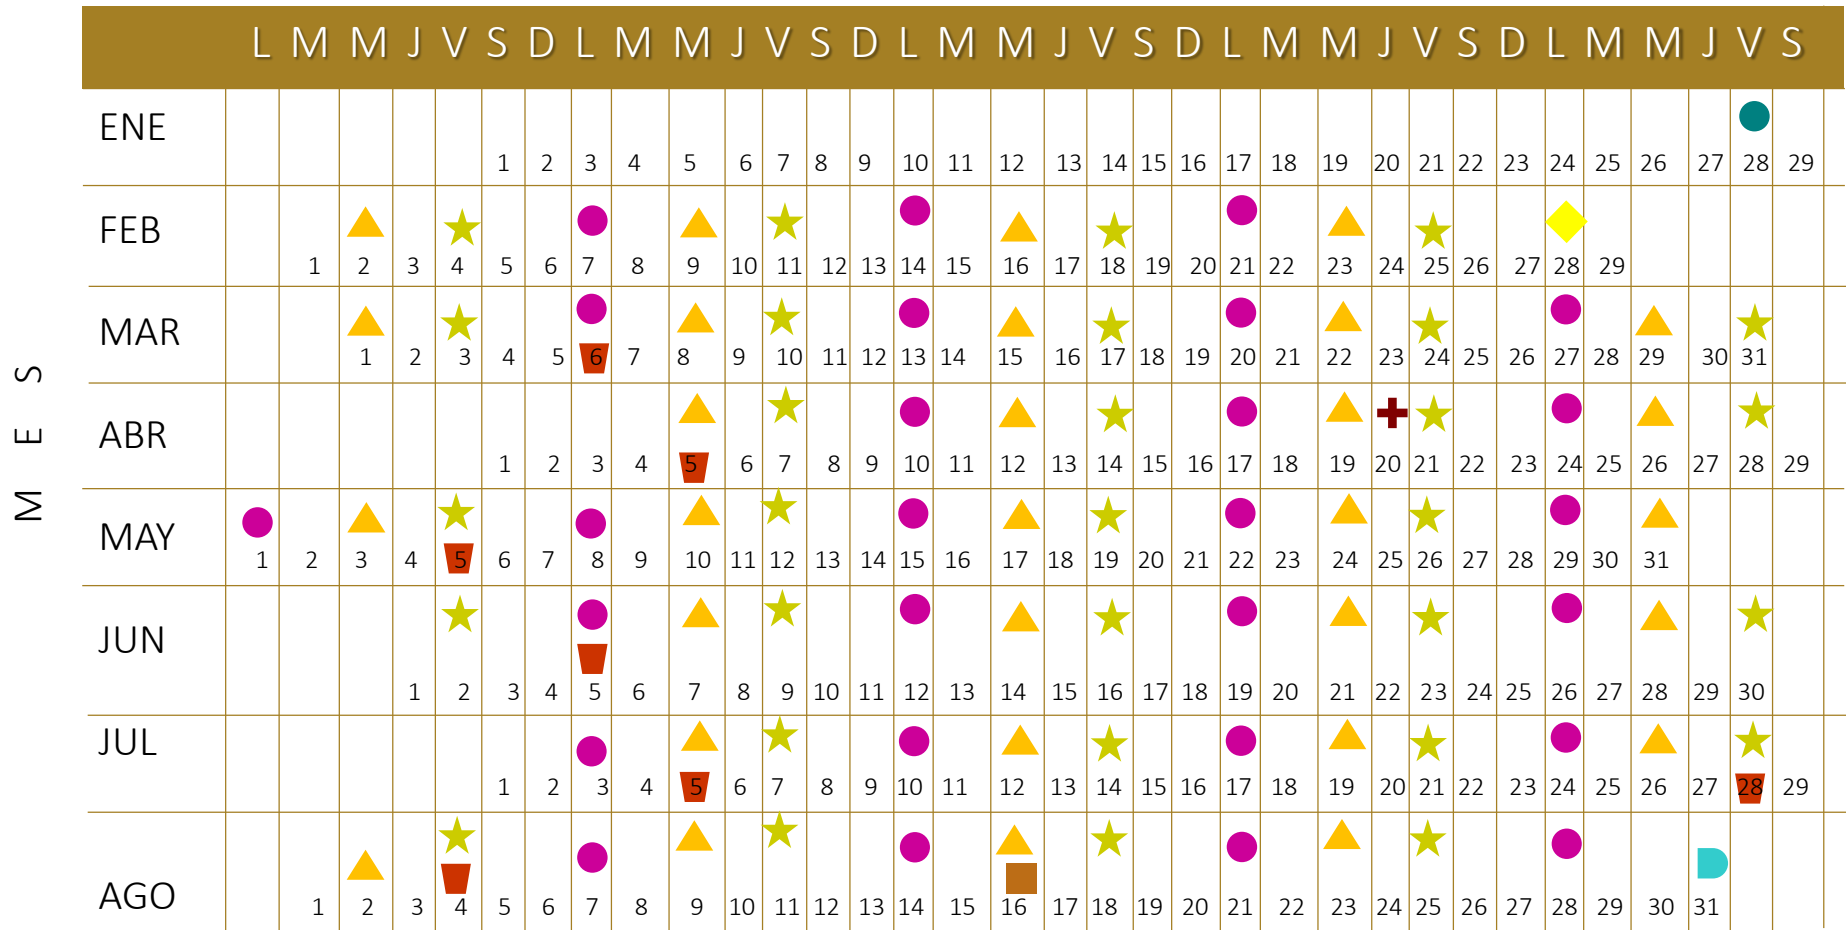 L M M J V S D L M M J V S D L M M J V S D L M M J V S D L M M J V S
MES
ENE
1 2 3 4 5 6 7 8 9 10 11 12 13 14 15 16 17 18 19 20 21 22 23 24 25 26 27 28 29
FEB
1 2 3 4 5 6 7 8 9 10 11 12 13 14 15 16 17 18 19 20 21 22 23 24 25 26 27 28 29
MAR
1 2 3 4 5 6 7 8 9 10 11 12 13 14 15 16 17 18 19 20 21 22 23 24 25 26 27 28 29 30 31
ABR
1 2 3 4 5 6 7 8 9 10 11 12 13 14 15 16 17 18 19 20 21 22 23 24 25 26 27 28 29
MAY
1 2 3 4 5 6 7 8 9 10 11 12 13 14 15 16 17 18 19 20 21 22 23 24 25 26 27 28 29 30 31
JUN
1 2 3 4 5 6 7 8 9 10 11 12 13 14 15 16 17 18 19 20 21 22 23 24 25 26 27 28 29 30
JUL
1 2 3 4 5 6 7 8 9 10 11 12 13 14 15 16 17 18 19 20 21 22 23 24 25 26 27 28 29
AGO
1 2 3 4 5 6 7 8 9 10 11 12 13 14 15 16 17 18 19 20 21 22 23 24 25 26 27 28 29 30 31